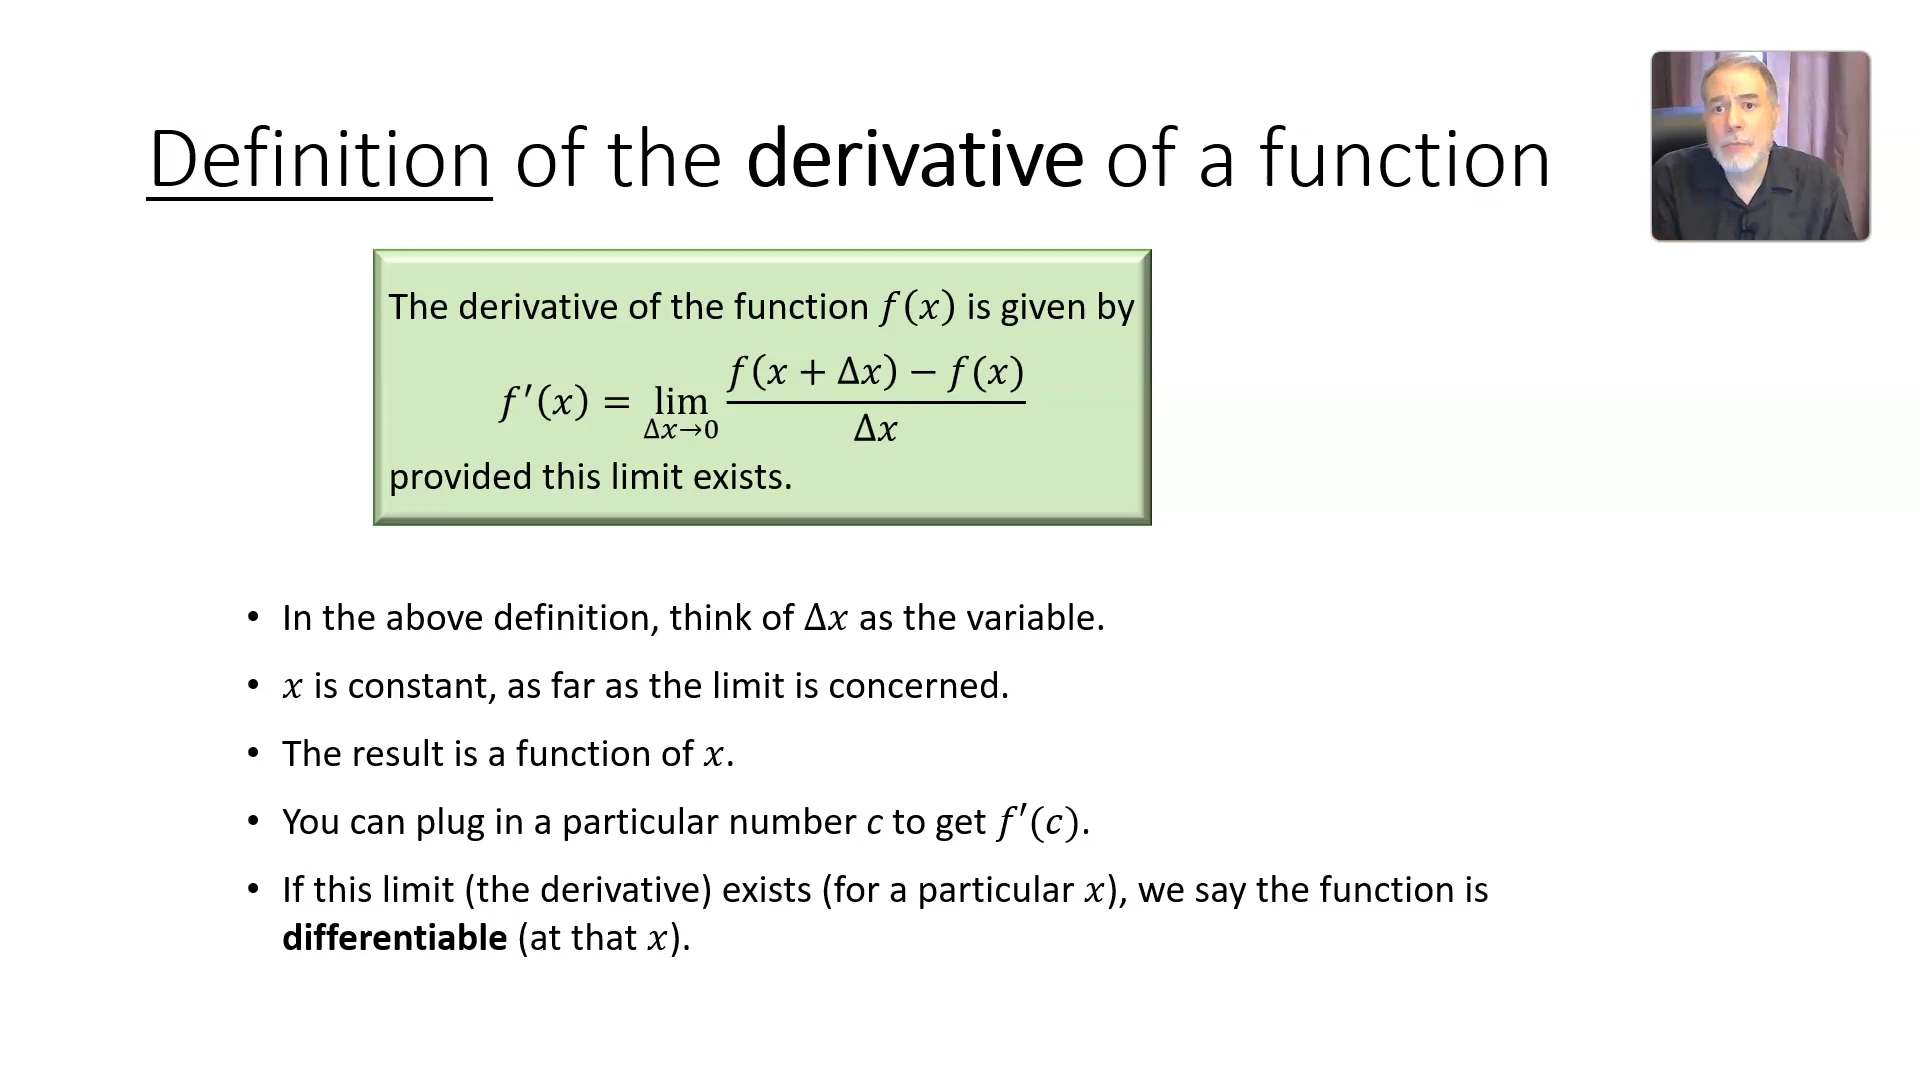 Definition of the derivative of a function
The derivative of the function f(x) is given by
f′(x) = lim Δx→0 (f(x + Δx) − f(x)) / Δx
provided this limit exists.
• In the above definition, think of Δx as the variable.
• x is constant, as far as the limit is concerned.
• The result is a function of x.
• You can plug in a particular number c to get f′(c).
• If this limit (the derivative) exists (for a particular x), we say the function is
differentiable (at that x).